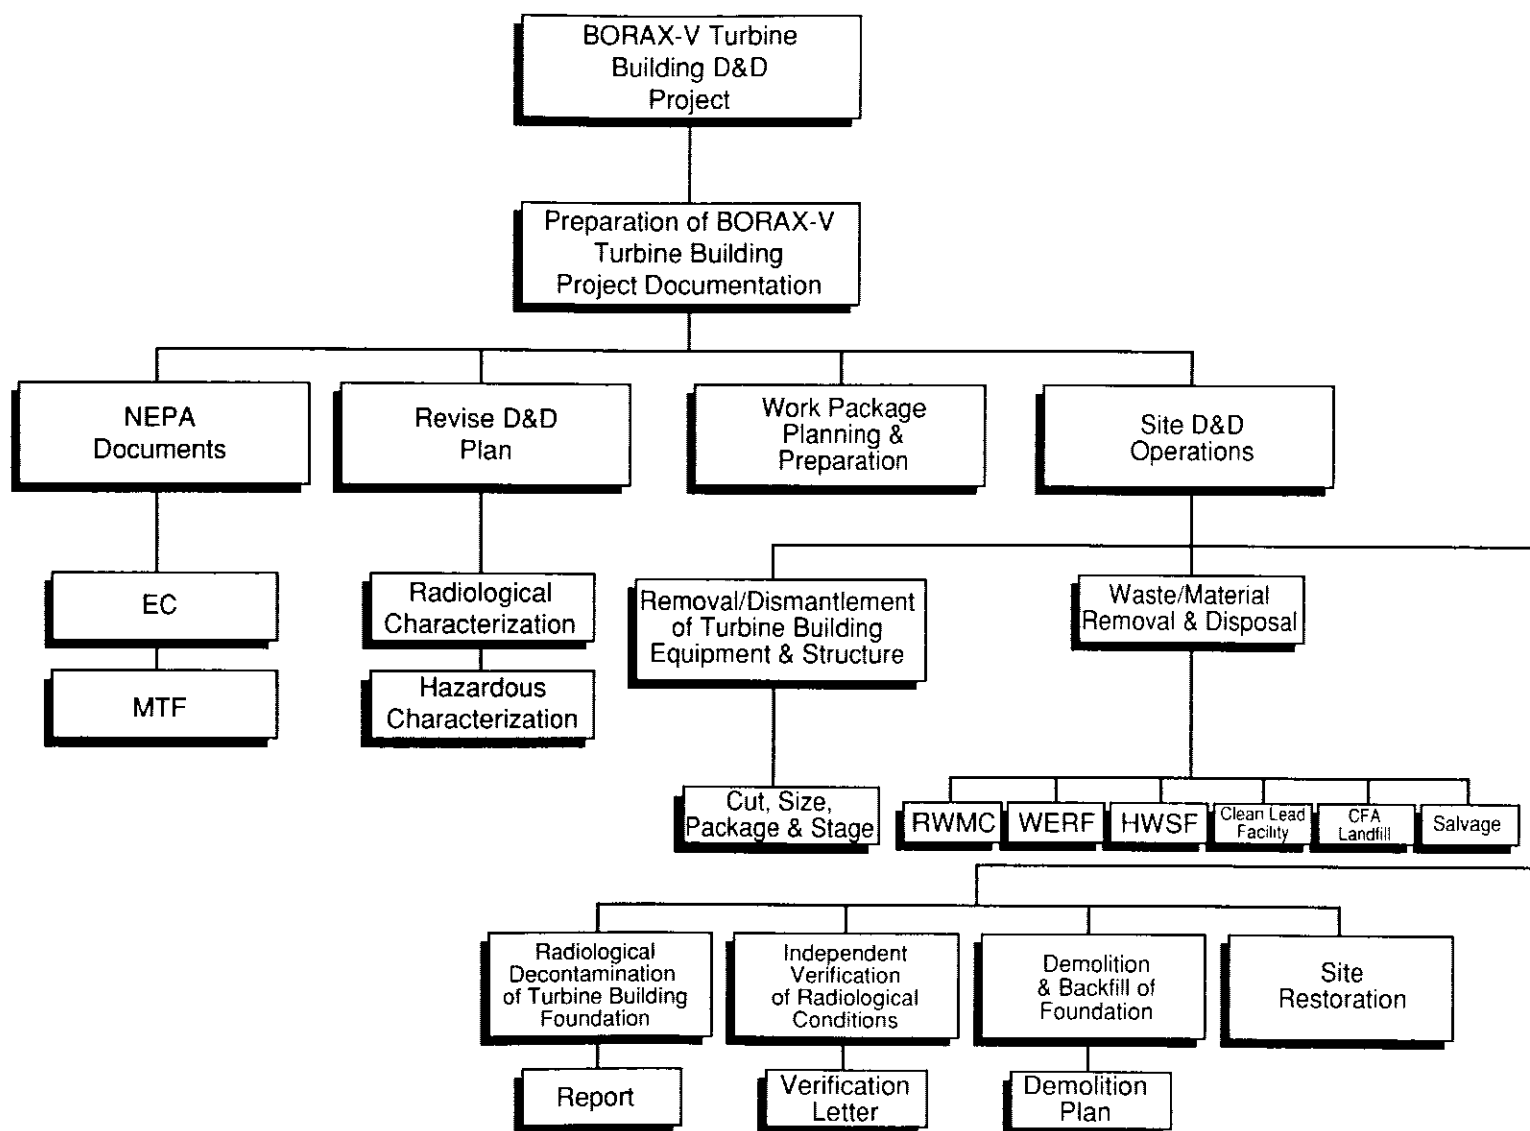 BORAX-V Turbine
Building D&D
Project
Preparation of BORAX-V
Turbine Building
Project Documentation
NEPA
Documents
Revise D&D
Plan
Work Package
Planning &
Preparation
Site D&D
Operations
EC
MTF
Radiological
Characterization
Hazardous
Characterization
Removal/Dismantlement
of Turbine Building
Equipment & Structure
Waste/Material
Removal & Disposal
Cut, Size,
Package & Stage
RWMC
WERF
HWSF
Clean Lead
Facility
CFA
Landfill
Salvage
Radiological
Decontamination
of Turbine Building
Foundation
Independent
Verification
of Radiological
Conditions
Demolition
& Backfill of
Foundation
Site
Restoration
Report
Verification
Letter
Demolition
Plan